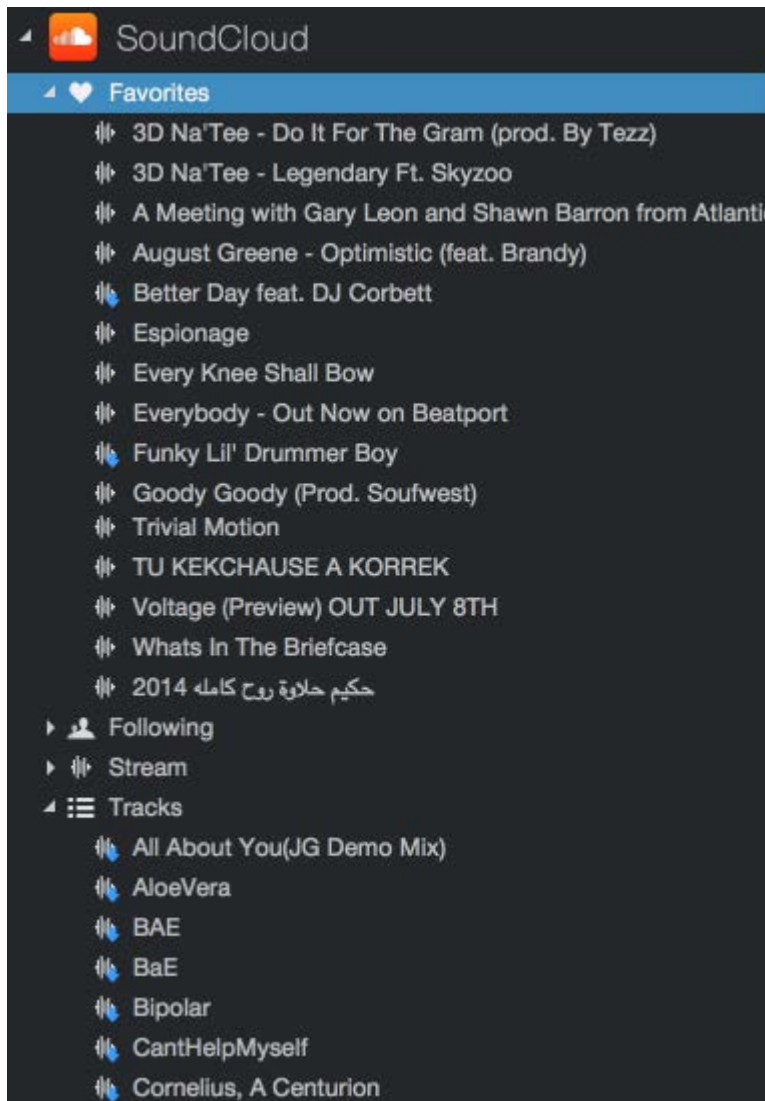 SoundCloud
Favorites
3D Na'Tee - Do It For The Gram (prod. By Tezz)
3D Na'Tee - Legendary Ft. Skyzoo
A Meeting with Gary Leon and Shawn Barron from Atlanti
August Greene - Optimistic (feat. Brandy)
Better Day feat. DJ Corbett
Espionage
Every Knee Shall Bow
Everybody - Out Now on Beatport
Funky Lil' Drummer Boy
Goody Goody (Prod. Soufwest)
Trivial Motion
TU KEKCHAUSE A KORREK
Voltage (Preview) OUT JULY 8TH
Whats In The Briefcase
حكيم حلاوة روح كامله 2014
Following
Stream
Tracks
All About You(JG Demo Mix)
AloeVera
BAE
BaE
Bipolar
CantHelpMyself
Cornelius, A Centurion